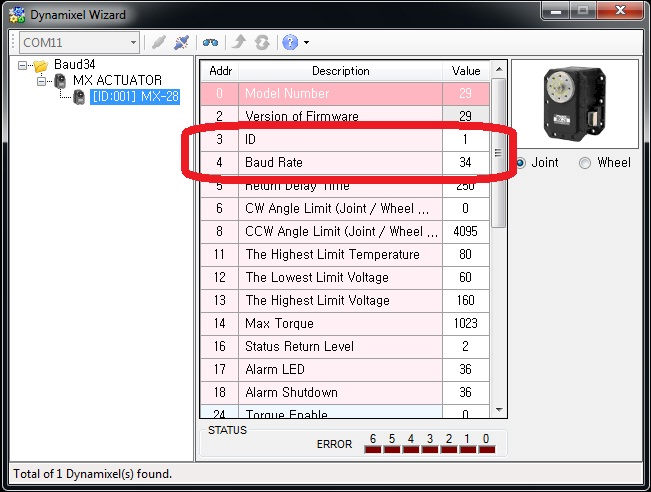 Dynamixel Wizard
COM11
Baud34
MX ACTUATOR
[ID:001] MX-28
Addr Description Value
0 Model Number 29
2 Version of Firmware 29
3 ID 1
4 Baud Rate 34
5 Return Delay Time 250
6 CW Angle Limit (Joint / Wheel ... 0
8 CCW Angle Limit (Joint / Wheel ... 4095
11 The Highest Limit Temperature 80
12 The Lowest Limit Voltage 60
13 The Highest Limit Voltage 160
14 Max Torque 1023
16 Status Return Level 2
17 Alarm LED 36
18 Alarm Shutdown 36
24 Torque Enable 0
Joint Wheel
STATUS
ERROR 6 5 4 3 2 1 0
Total of 1 Dynamixel(s) found.